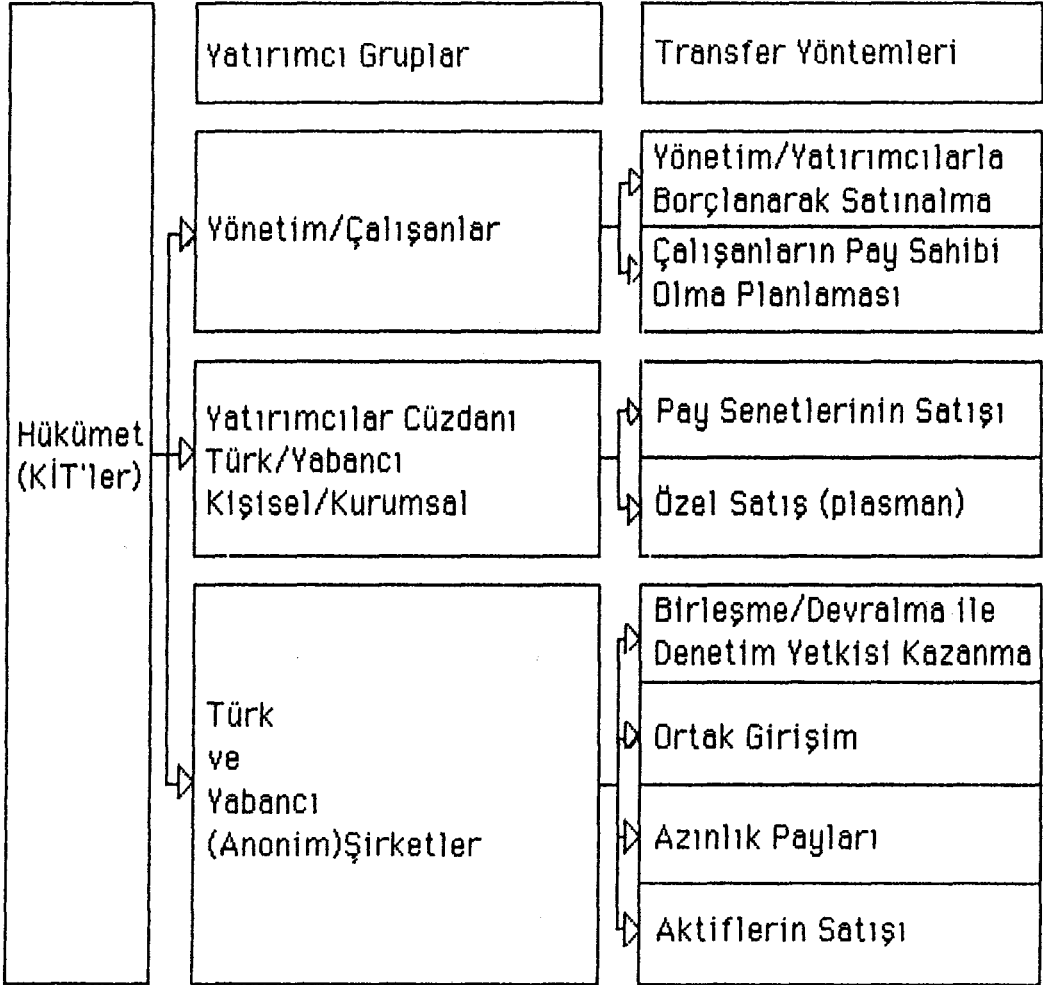 Yatırımcı Gruplar
Transfer Yöntemleri
Hükümet
(KİT'ler)
Yönetim/Çalışanlar
Yönetim/Yatırımcılarla
Borçlanarak Satınalma
Çalışanların Pay Sahibi
Olma Planlaması
Yatırımcılar Cüzdanı
Türk/Yabancı
Kişisel/Kurumsal
Pay Senetlerinin Satışı
Özel Satış (plasman)
Türk
ve
Yabancı
(Anonim)Şirketler
Birleşme/Devralma ile
Denetim Yetkisi Kazanma
Ortak Girişim
Azınlık Payları
Aktiflerin Satışı